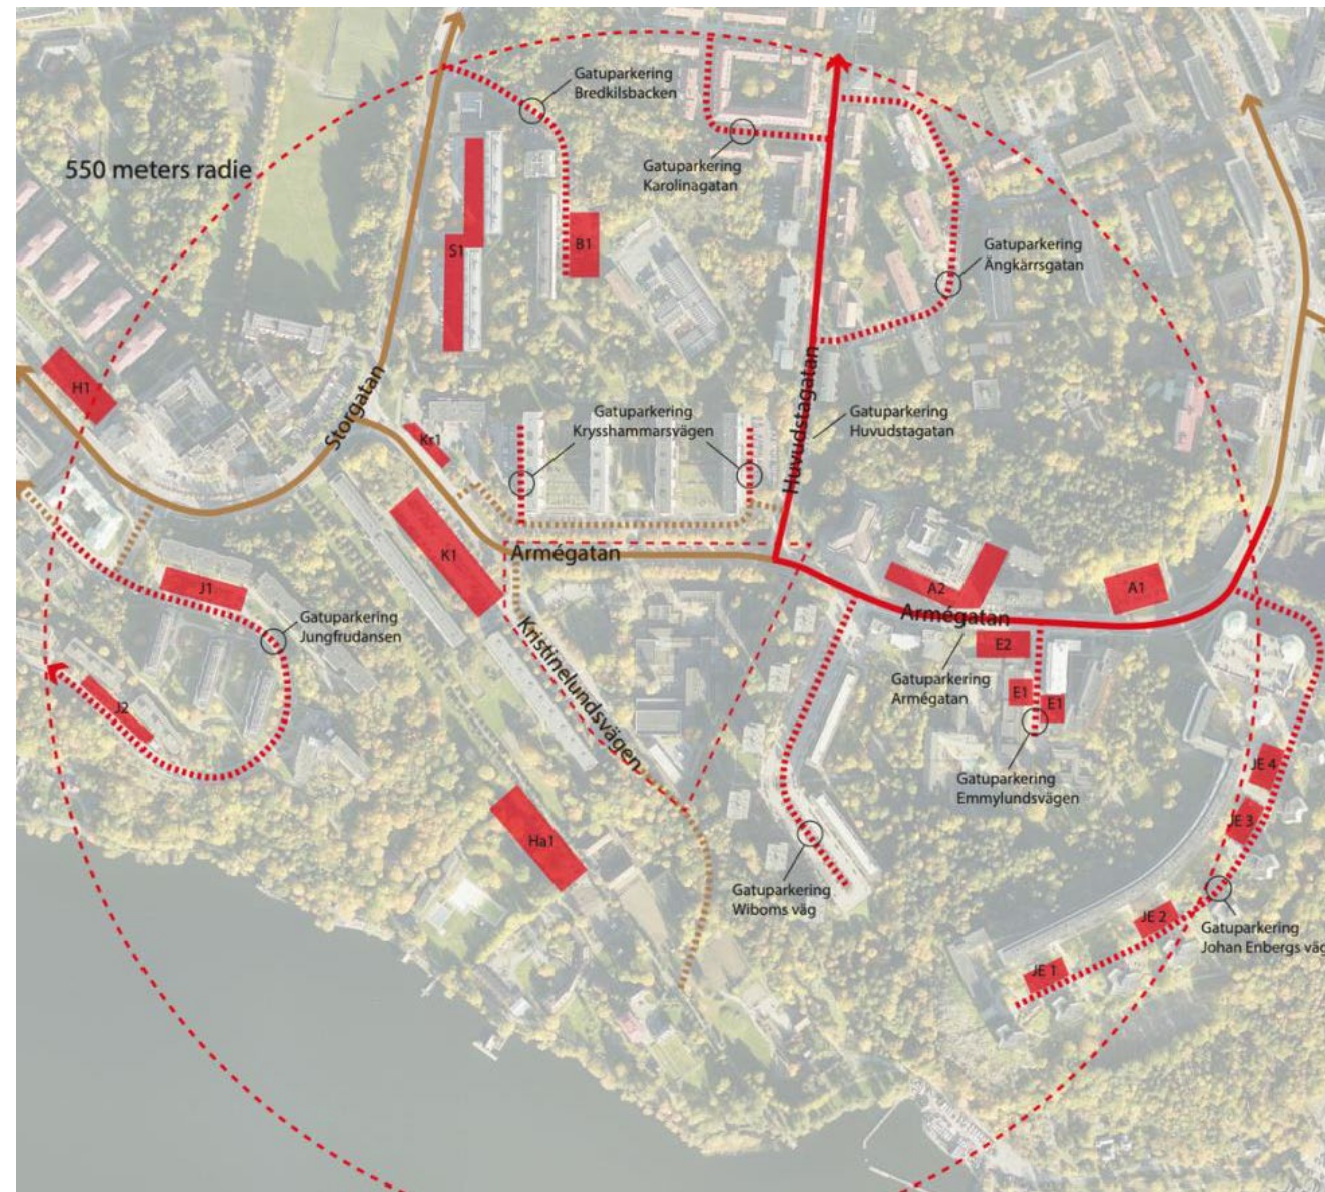 Gatuparkering
Bredkilsbacken
550 meters radie
Gatuparkering
Karolinagatan
S1
B1
Gatuparkering
Ängkärrsgatan
H1
Storgatan
Kr1
Gatuparkering
Krysshammarsvägen
Huvudstagatan
Gatuparkering
Huvudstagatan
K1
Armégatan
J1
Gatuparkering
Jungfrudansen
J2
Kristinelundsvägen
A2
A1
Armégatan
E2
Gatuparkering
Armégatan
E1
E1
Gatuparkering
Emmylundsvägen
JE 4
JE 3
Ha1
Gatuparkering
Wiboms väg
JE 2
Gatuparkering
Johan Enbergs väg
JE 1